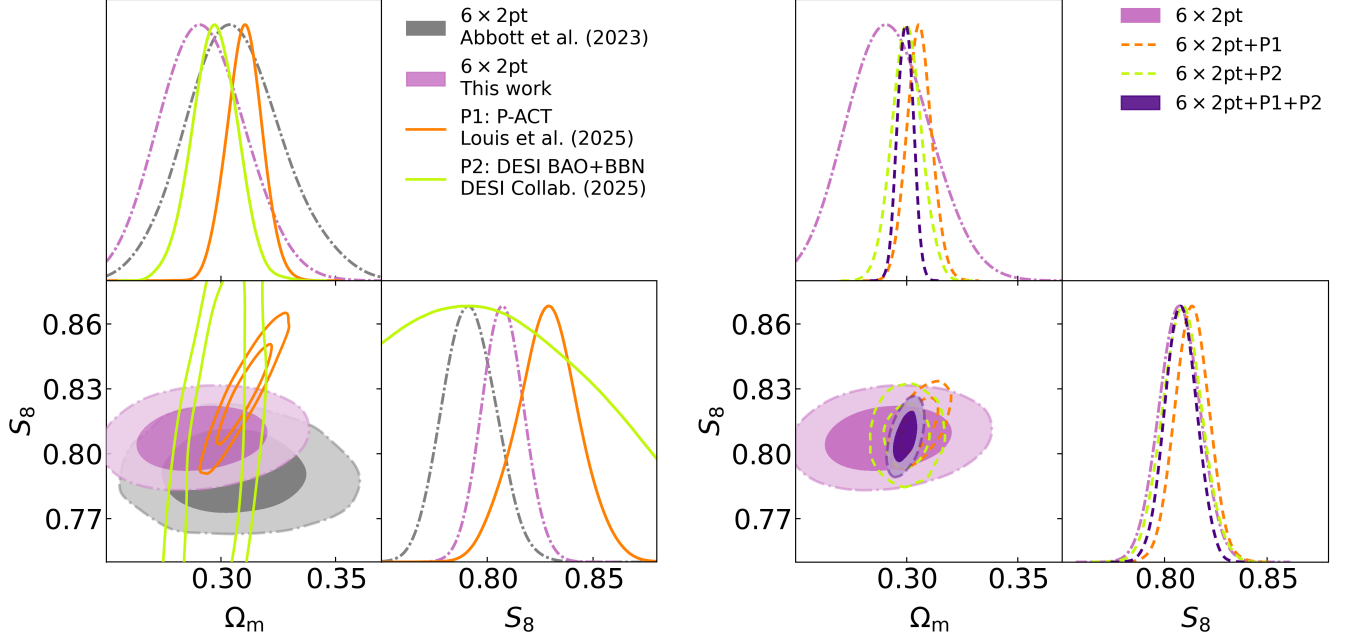 6 × 2pt
Abbott et al. (2023)
6 × 2pt
This work
P1: P-ACT
Louis et al. (2025)
P2: DESI BAO+BBN
DESI Collab. (2025)
0.86
0.83
0.80
0.77
S₈
0.30 0.35
Ωₘ
0.80 0.85
S₈
6 × 2pt
6 × 2pt+P1
6 × 2pt+P2
6 × 2pt+P1+P2
0.86
0.83
0.80
0.77
S₈
0.30 0.35
Ωₘ
0.80 0.85
S₈